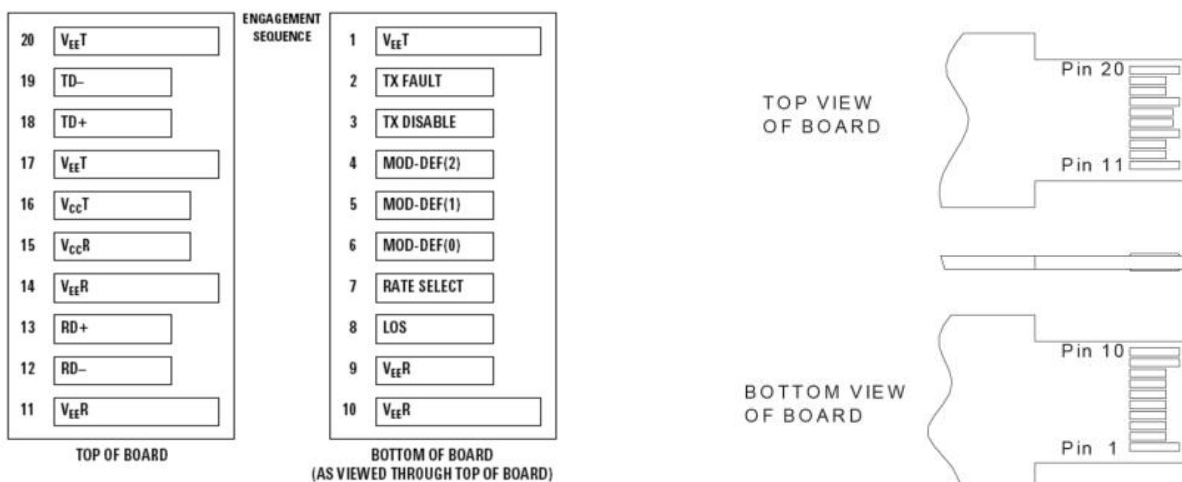 ENGAGEMENT
SEQUENCE
20 VEET
19 TD–
18 TD+
17 VEET
16 VCCT
15 VCCR
14 VEER
13 RD+
12 RD–
11 VEER
TOP OF BOARD
1 VEET
2 TX FAULT
3 TX DISABLE
4 MOD-DEF(2)
5 MOD-DEF(1)
6 MOD-DEF(0)
7 RATE SELECT
8 LOS
9 VEER
10 VEER
BOTTOM OF BOARD
(AS VIEWED THROUGH TOP OF BOARD)
TOP VIEW
OF BOARD
Pin 20
Pin 11
BOTTOM VIEW
OF BOARD
Pin 10
Pin 1